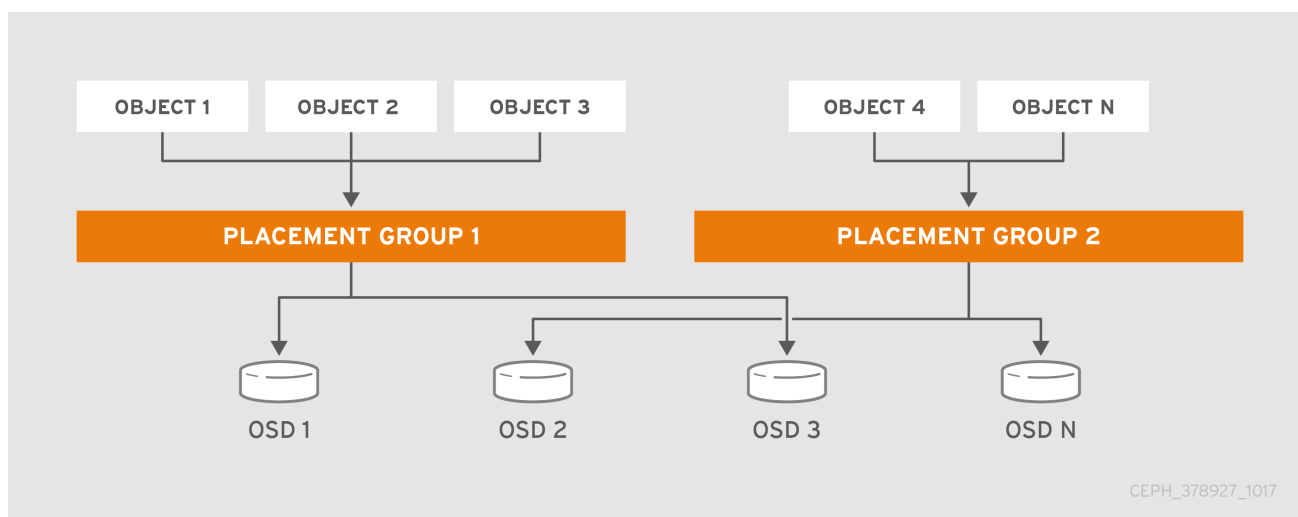 OBJECT 1 OBJECT 2 OBJECT 3 OBJECT 4 OBJECT N
PLACEMENT GROUP 1 PLACEMENT GROUP 2
OSD 1 OSD 2 OSD 3 OSD N
CEPH_378927_1017